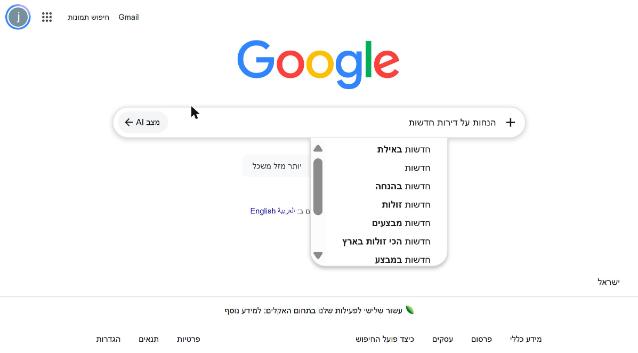 Gmail חיפוש תמונות j
Google
הנחות על דירות חדשות
מצב AI
חדשות באילת
חדשות
חדשות בהנחה
חדשות זולות
חדשות מבצעים
חדשות הכי זולות בארץ
חדשות במבצע
יותר מזל משכל
ם ב: العربية English
ישראל
עשור שלישי לפעילות שלנו בתחום האקלים: למידע נוסף
מידע כללי פרסום עסקים כיצד פועל החיפוש פרטיות תנאים הגדרות